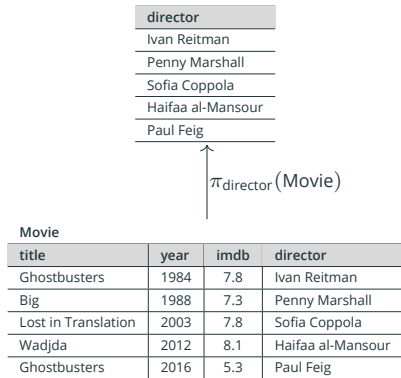 director
Ivan Reitman
Penny Marshall
Sofia Coppola
Haifaa al-Mansour
Paul Feig
π_director(Movie)
Movie
title year imdb director
Ghostbusters 1984 7.8 Ivan Reitman
Big 1988 7.3 Penny Marshall
Lost in Translation 2003 7.8 Sofia Coppola
Wadjda 2012 8.1 Haifaa al-Mansour
Ghostbusters 2016 5.3 Paul Feig